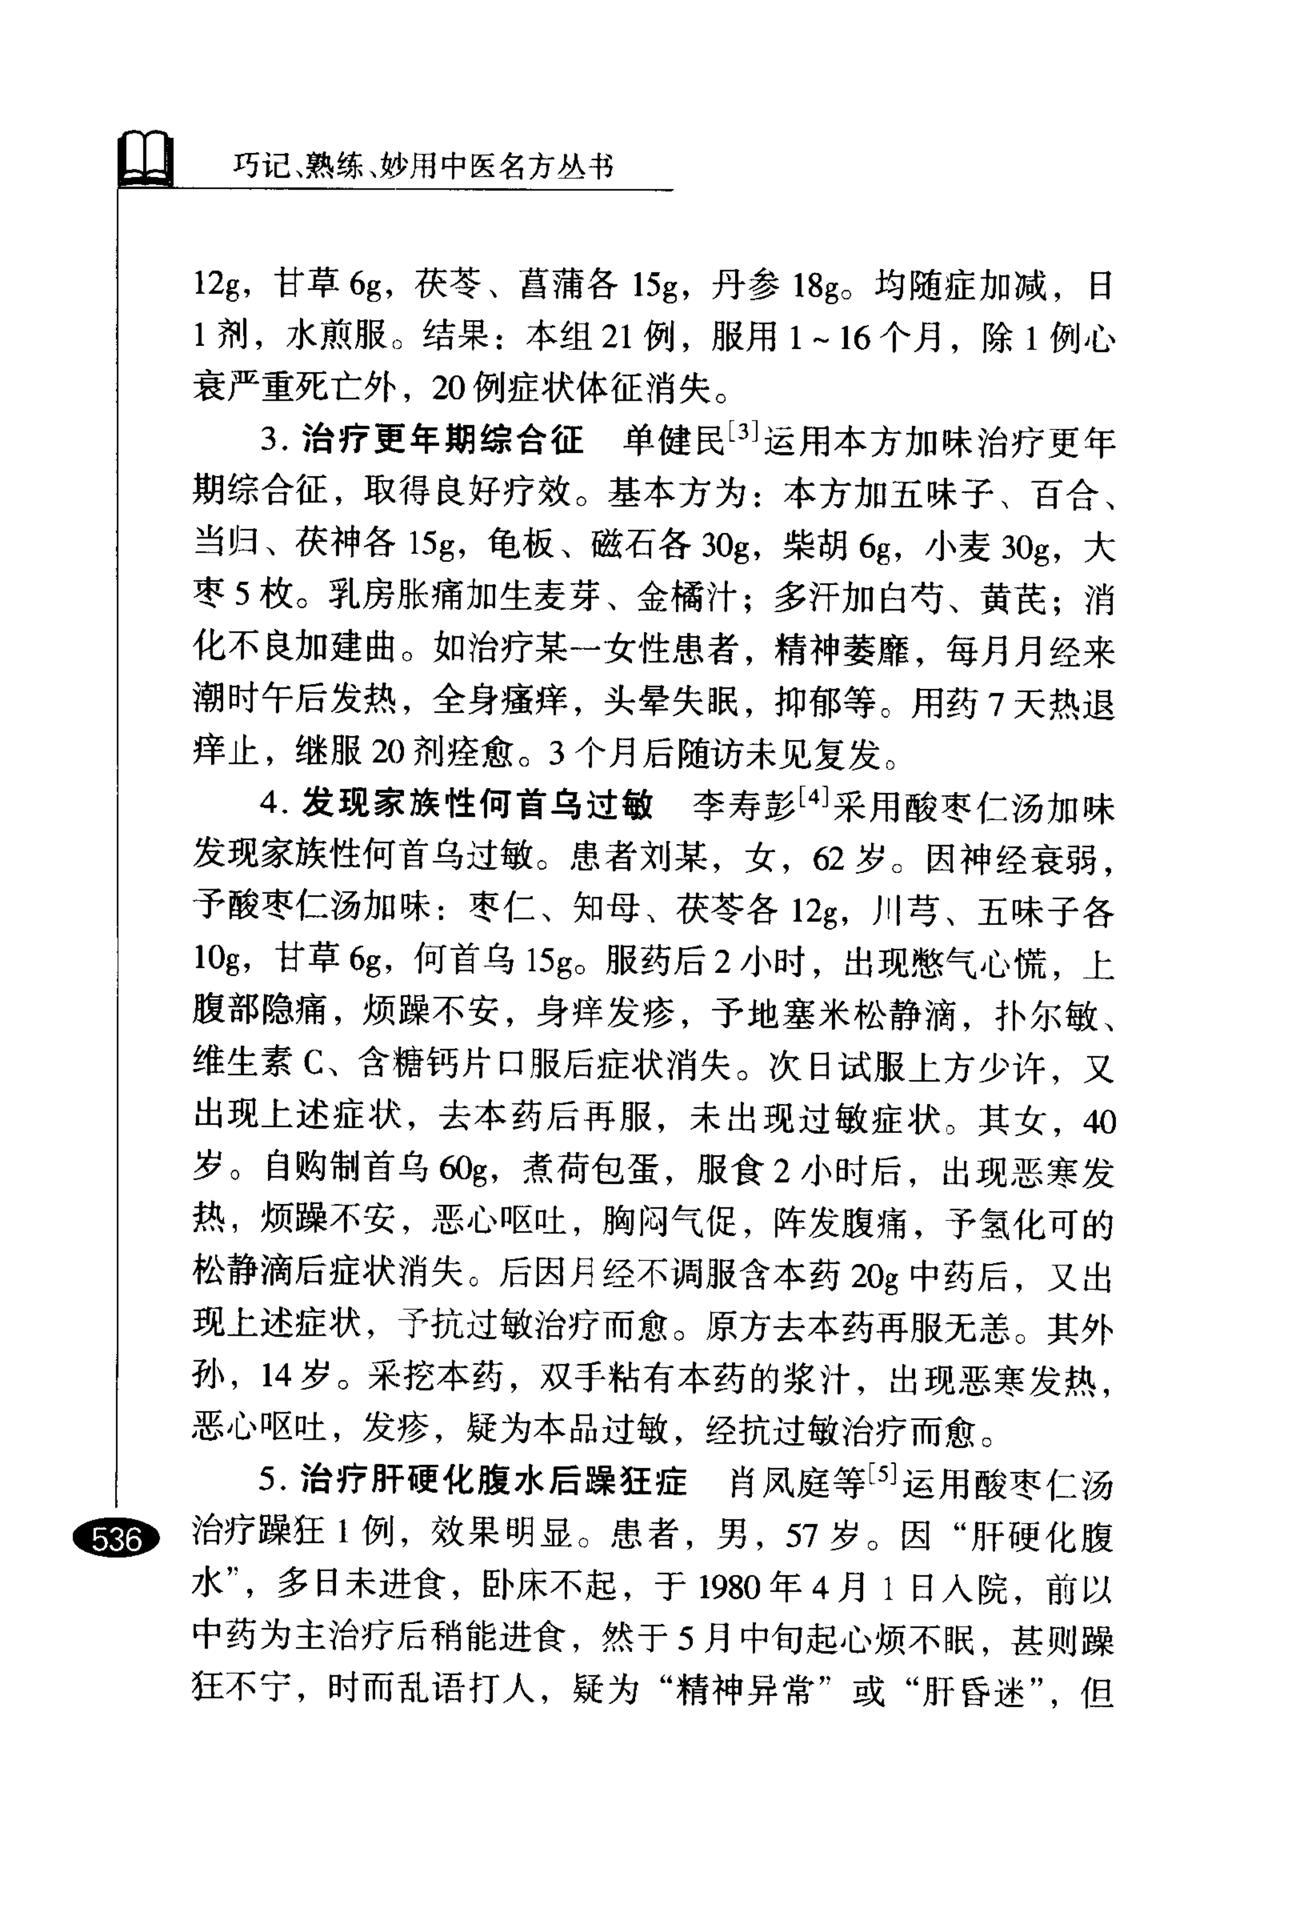 巧记、熟练、妙用中医名方丛书
12g，甘草 6g，茯苓、菖蒲各 15g，丹参 18g。均随症加减，日
1 剂，水煎服。结果：本组 21 例，服用 1 ~ 16 个月，除 1 例心
衰严重死亡外，20 例症状体征消失。
3. 治疗更年期综合征　单健民[3]运用本方加味治疗更年
期综合征，取得良好疗效。基本方为：本方加五味子、百合、
当归、茯神各 15g，龟板、磁石各 30g，柴胡 6g，小麦 30g，大
枣 5 枚。乳房胀痛加生麦芽、金橘汁；多汗加白芍、黄芪；消
化不良加建曲。如治疗某一女性患者，精神萎靡，每月月经来
潮时午后发热，全身瘙痒，头晕失眠，抑郁等。用药 7 天热退
痒止，继服 20 剂痊愈。3 个月后随访未见复发。
4. 发现家族性何首乌过敏　李寿彭[4]采用酸枣仁汤加味
发现家族性何首乌过敏。患者刘某，女，62 岁。因神经衰弱，
予酸枣仁汤加味：枣仁、知母、茯苓各 12g，川芎、五味子各
10g，甘草 6g，何首乌 15g。服药后 2 小时，出现憋气心慌，上
腹部隐痛，烦躁不安，身痒发疹，予地塞米松静滴，扑尔敏、
维生素 C、含糖钙片口服后症状消失。次日试服上方少许，又
出现上述症状，去本药后再服，未出现过敏症状。其女，40
岁。自购制首乌 60g，煮荷包蛋，服食 2 小时后，出现恶寒发
热，烦躁不安，恶心呕吐，胸闷气促，阵发腹痛，予氢化可的
松静滴后症状消失。后因月经不调服含本药 20g 中药后，又出
现上述症状，予抗过敏治疗而愈。原方去本药再服无恙。其外
孙，14 岁。采挖本药，双手粘有本药的浆汁，出现恶寒发热，
恶心呕吐，发疹，疑为本品过敏，经抗过敏治疗而愈。
5. 治疗肝硬化腹水后躁狂症　肖凤庭等[5]运用酸枣仁汤
治疗躁狂 1 例，效果明显。患者，男，57 岁。因“肝硬化腹
水”，多日未进食，卧床不起，于 1980 年 4 月 1 日入院，前以
中药为主治疗后稍能进食，然于 5 月中旬起心烦不眠，甚则躁
狂不宁，时而乱语打人，疑为“精神异常”或“肝昏迷”，但
536